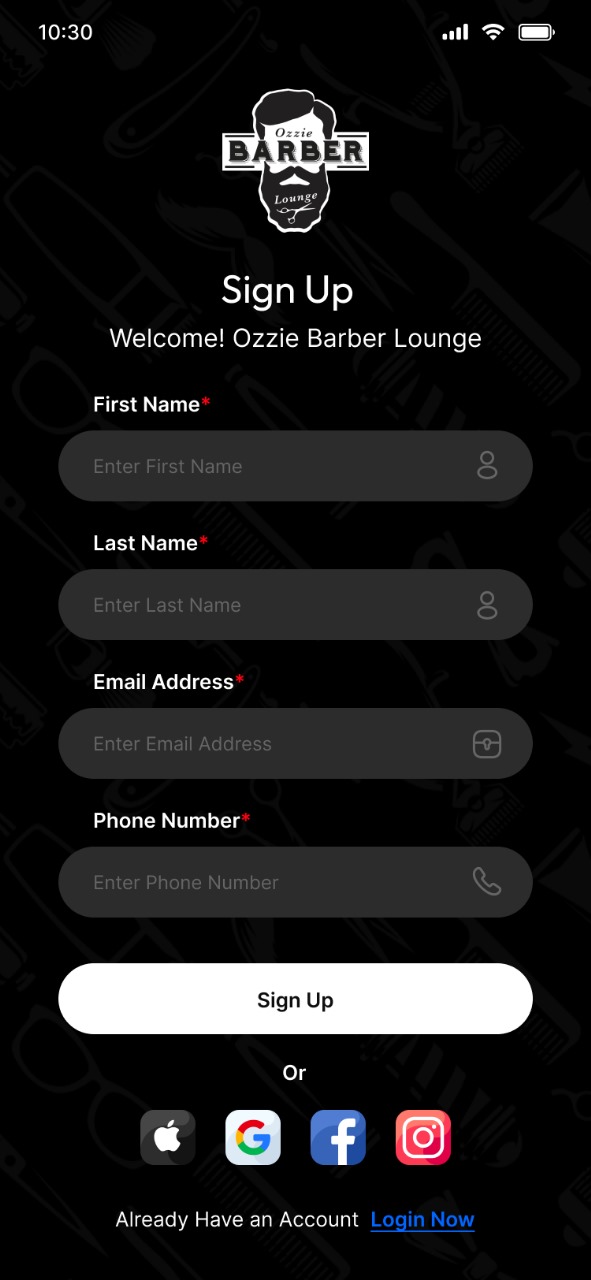 10:30
Ozzie
BARBER
Lounge
Sign Up
Welcome! Ozzie Barber Lounge
First Name*
Enter First Name
Last Name*
Enter Last Name
Email Address*
Enter Email Address
Phone Number*
Enter Phone Number
Sign Up
Or
Already Have an Account Login Now